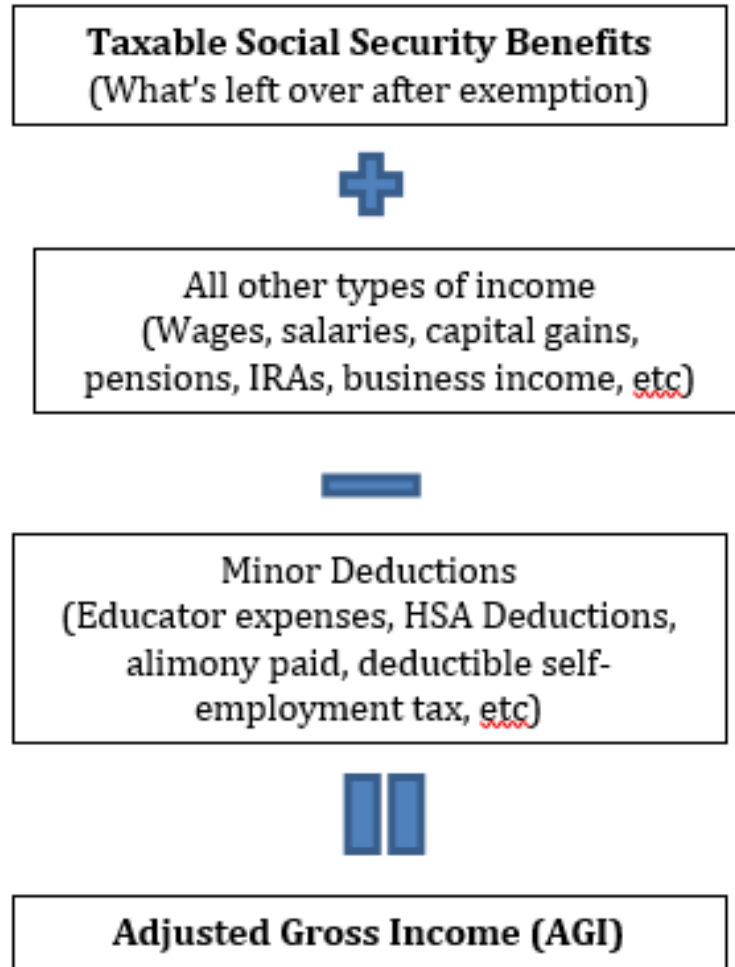 Taxable Social Security Benefits
(What's left over after exemption)
All other types of income
(Wages, salaries, capital gains,
pensions, IRAs, business income, etc)
Minor Deductions
(Educator expenses, HSA Deductions,
alimony paid, deductible self-
employment tax, etc)
Adjusted Gross Income (AGI)